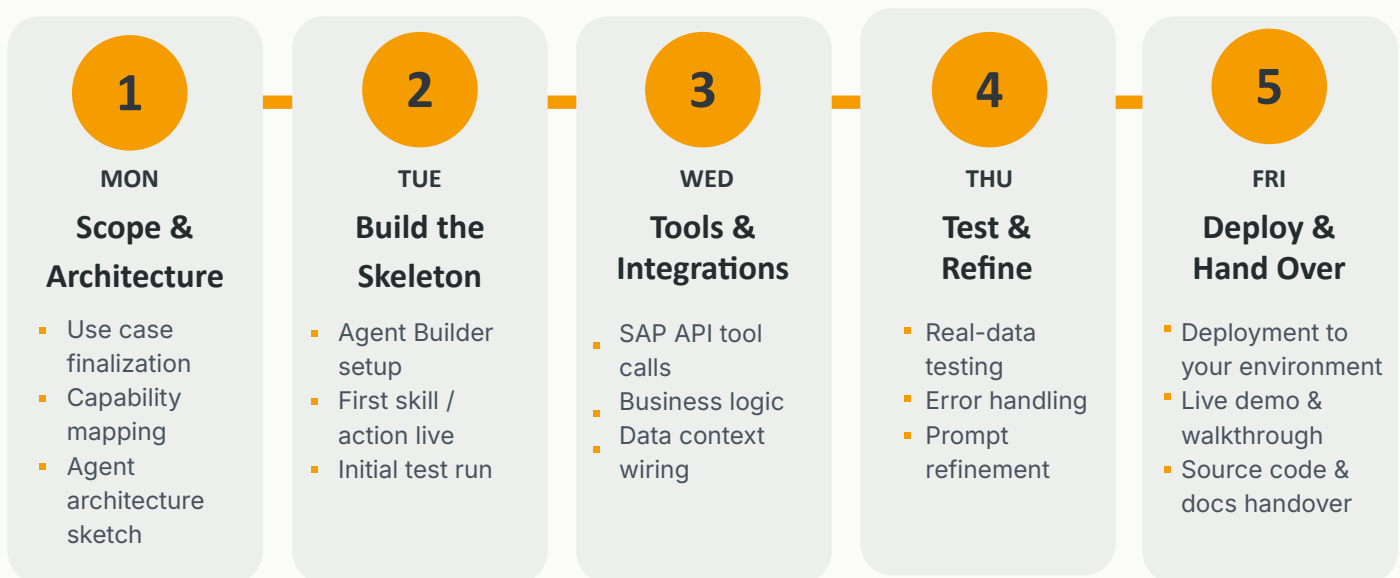 1
MON
Scope &
Architecture
Use case
finalization
Capability
mapping
Agent
architecture
sketch
2
TUE
Build the
Skeleton
Agent Builder
setup
First skill /
action live
Initial test run
3
WED
Tools &
Integrations
SAP API tool
calls
Business logic
Data context
wiring
4
THU
Test &
Refine
Real-data
testing
Error handling
Prompt
refinement
5
FRI
Deploy &
Hand Over
Deployment to
your environment
Live demo &
walkthrough
Source code &
docs handover